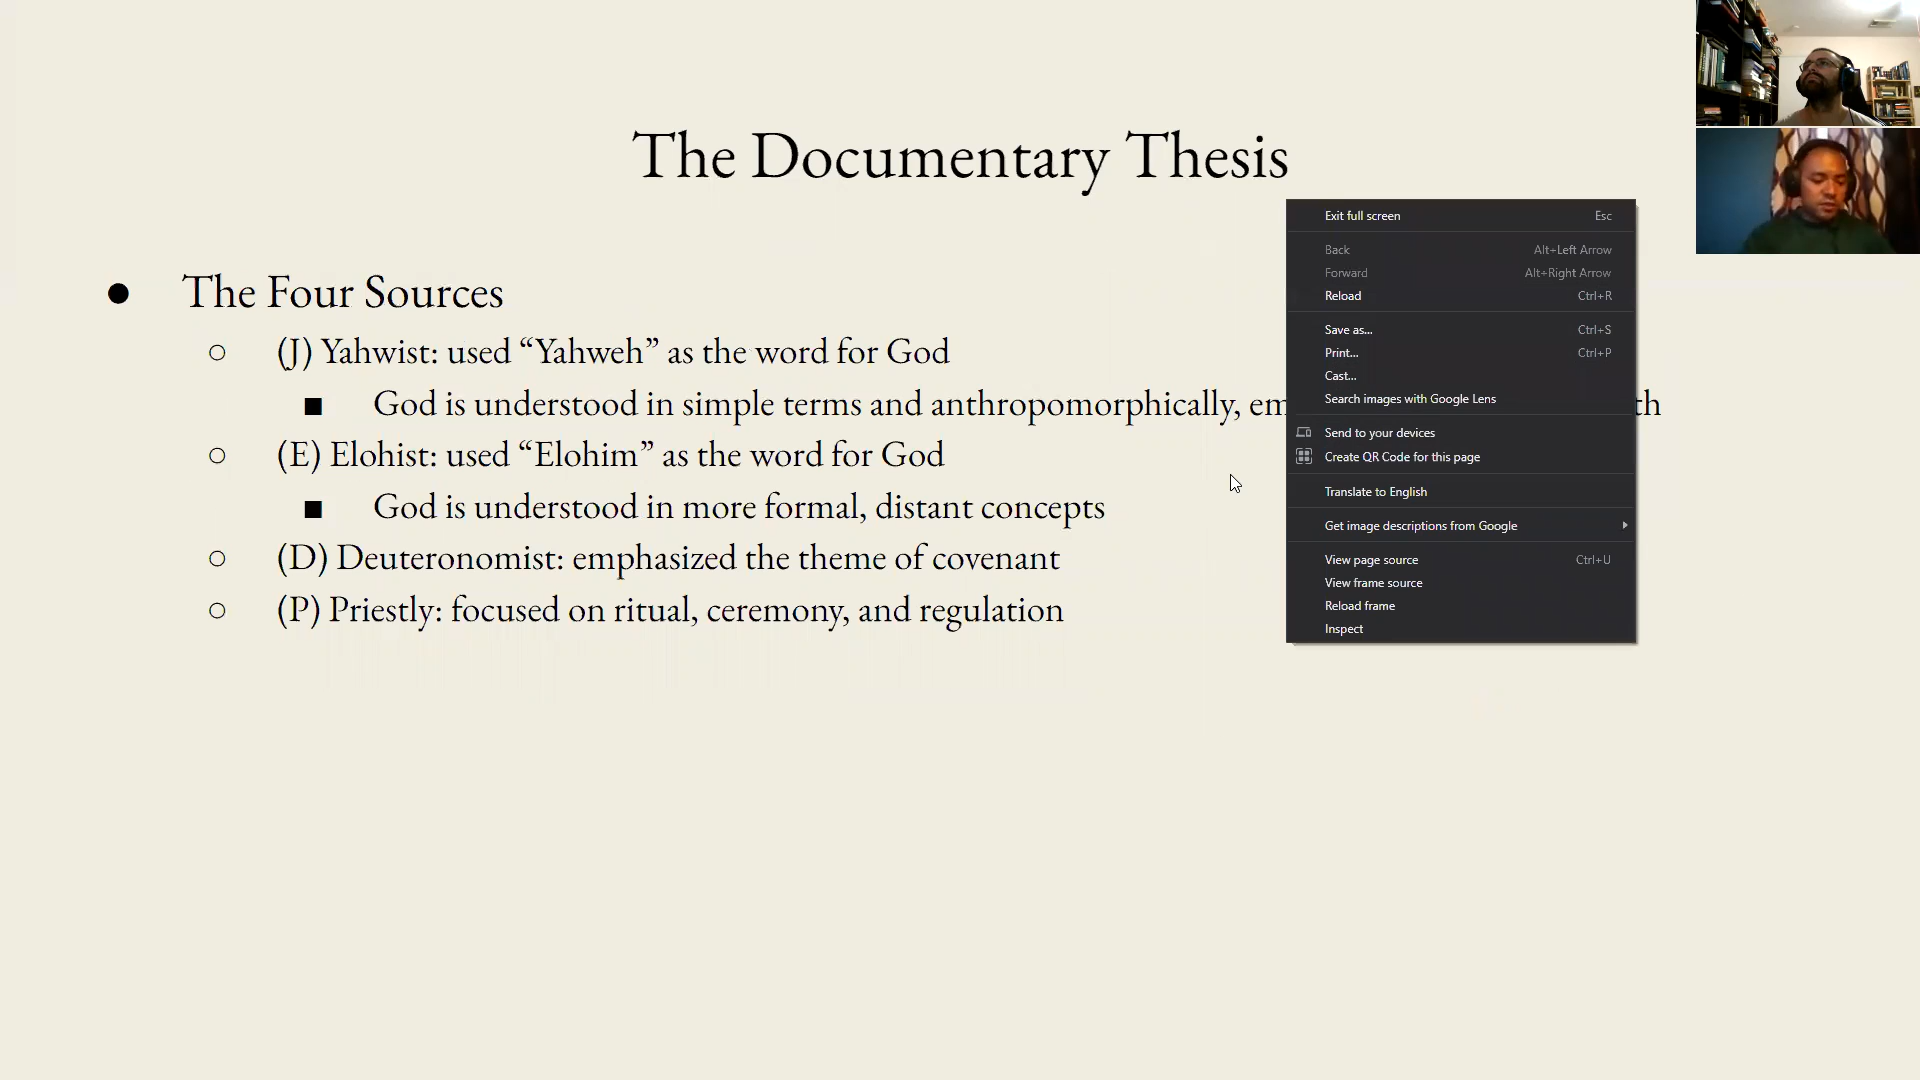 The Documentary Thesis
● The Four Sources
○ (J) Yahwist: used “Yahweh” as the word for God
■ God is understood in simple terms and anthropomorphically, em th
○ (E) Elohist: used “Elohim” as the word for God
■ God is understood in more formal, distant concepts
○ (D) Deuteronomist: emphasized the theme of covenant
○ (P) Priestly: focused on ritual, ceremony, and regulation
Exit full screen Esc
Back Alt+Left Arrow
Forward Alt+Right Arrow
Reload Ctrl+R
Save as... Ctrl+S
Print... Ctrl+P
Cast...
Search images with Google Lens
Send to your devices
Create QR Code for this page
Translate to English
Get image descriptions from Google
View page source Ctrl+U
View frame source
Reload frame
Inspect